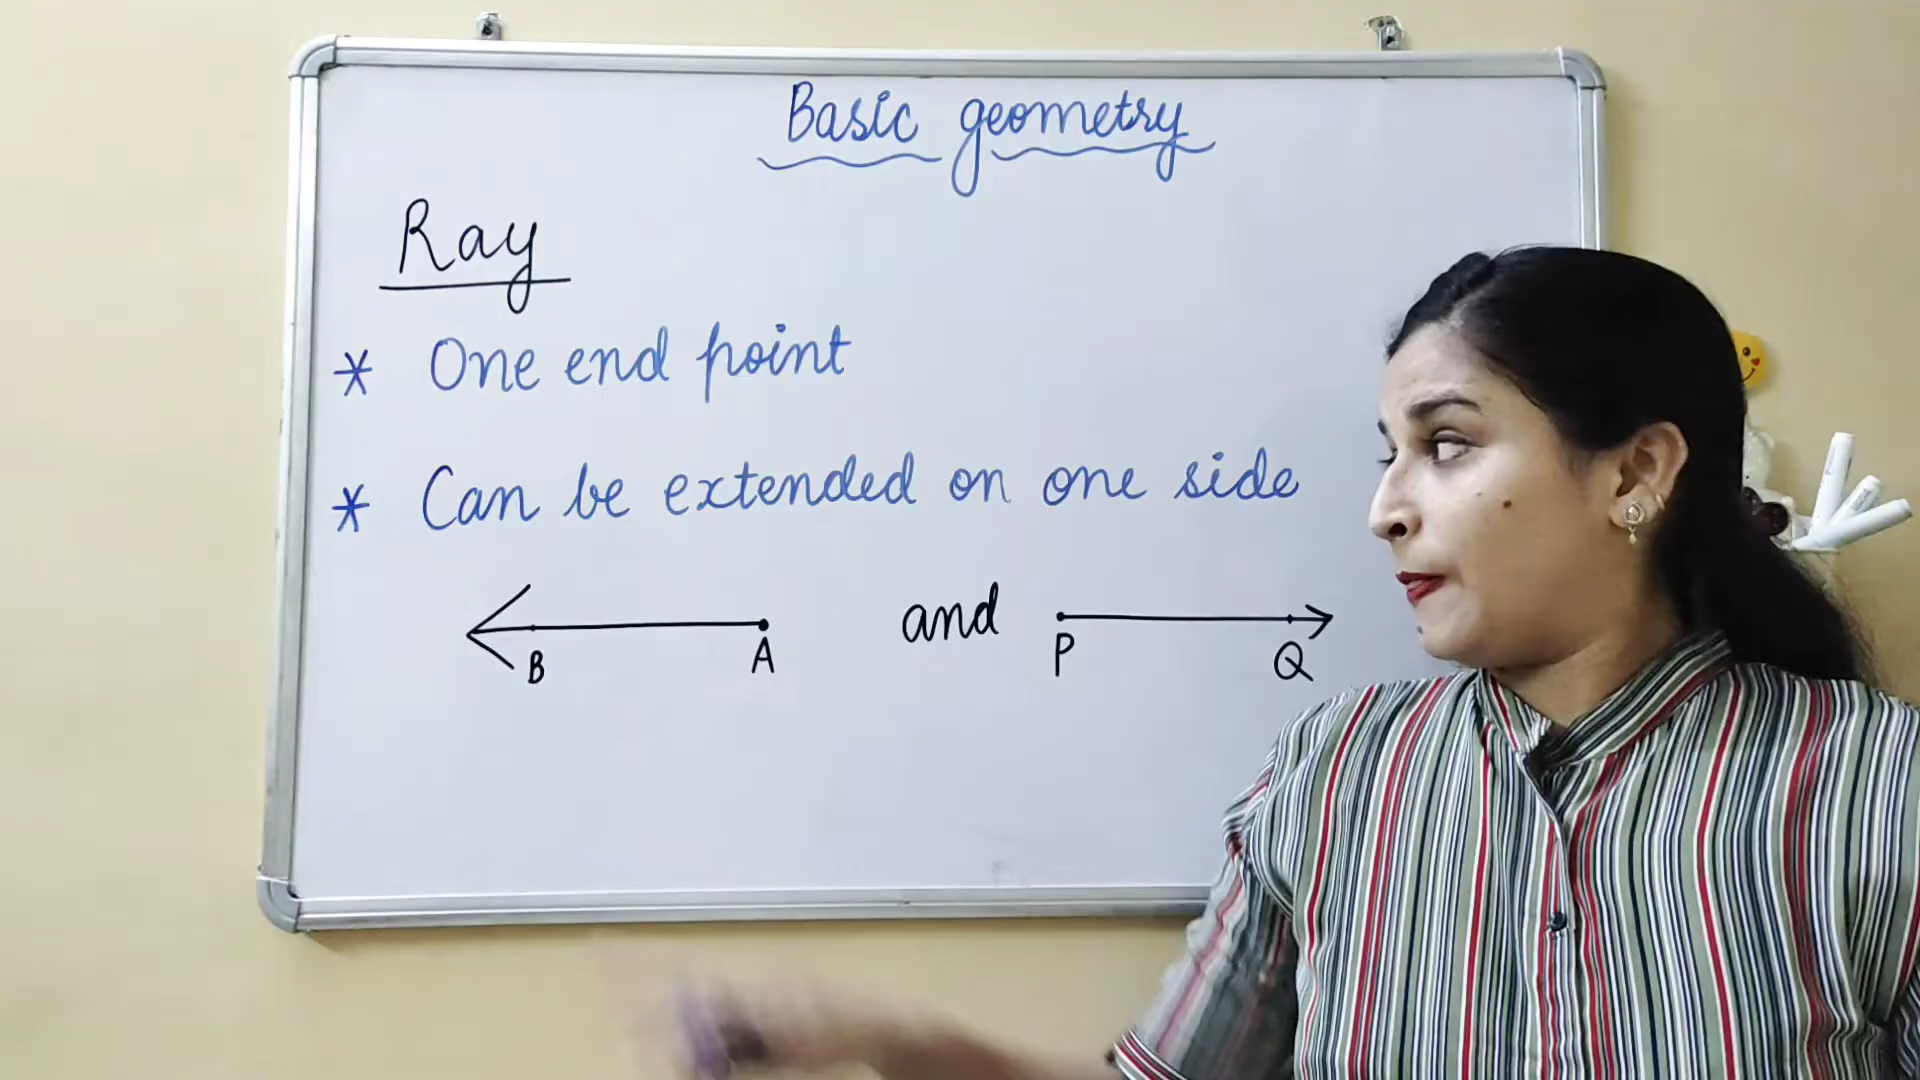 Basic geometry
Ray
* One end point
* Can be extended on one side
B A and P Q